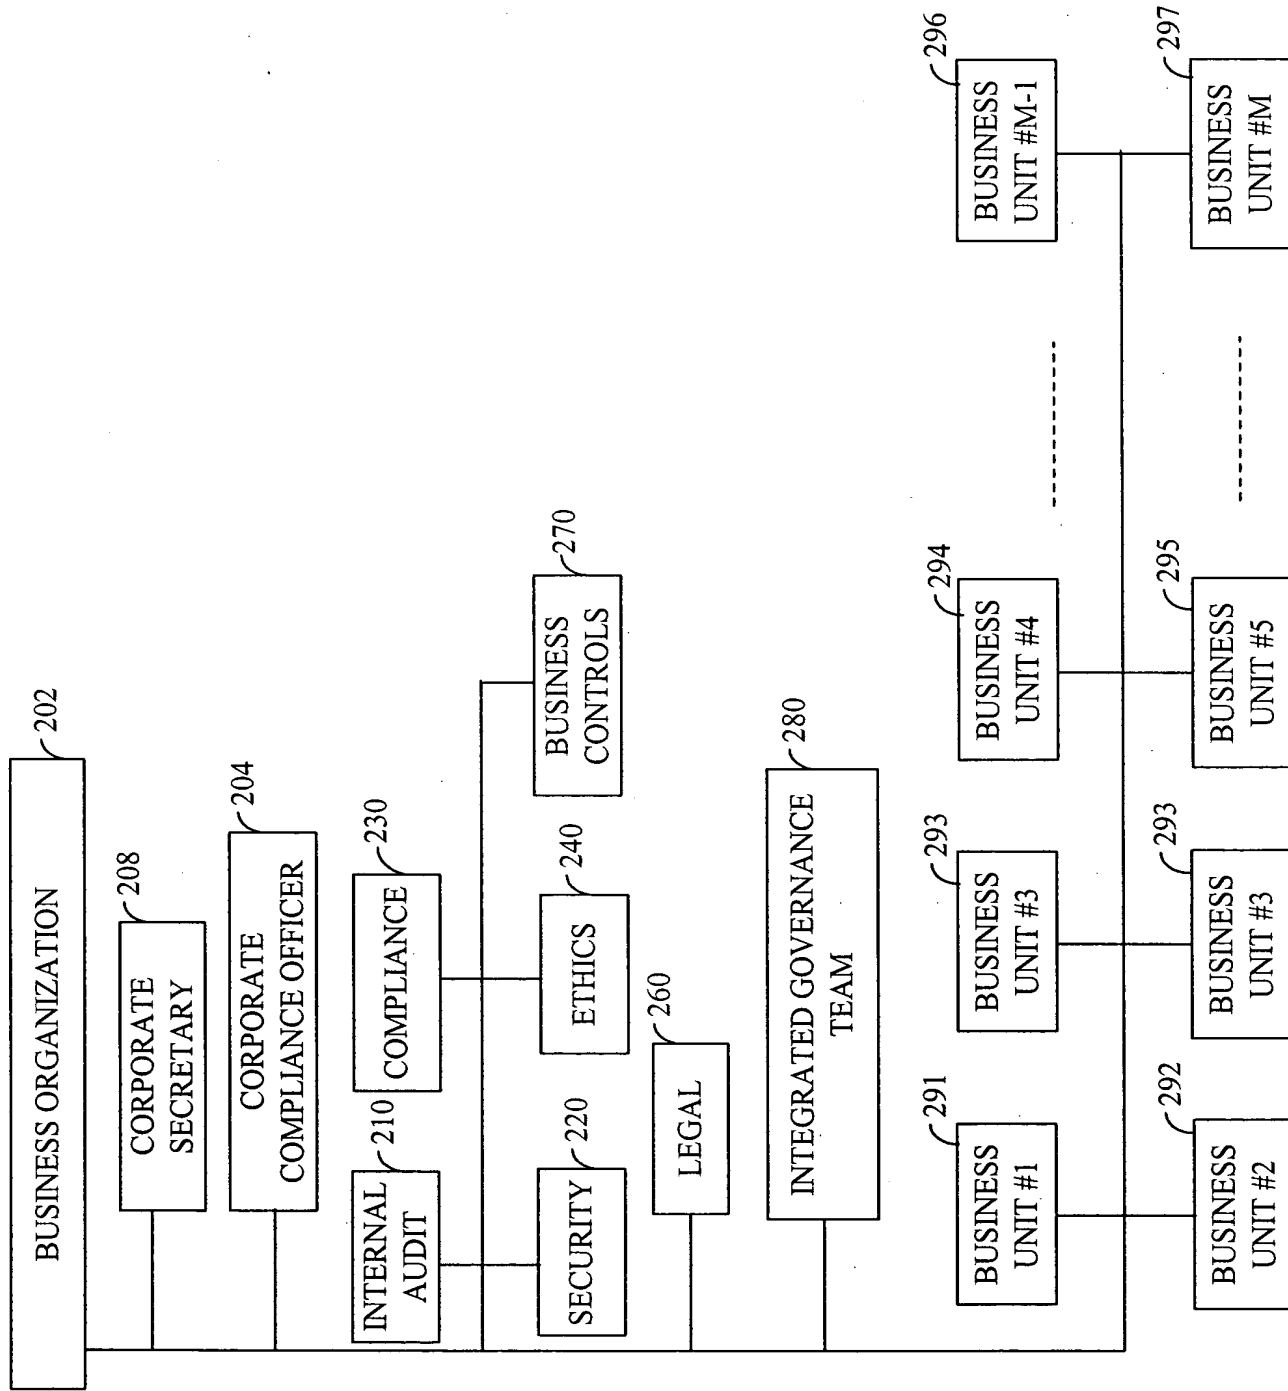 BUSINESS ORGANIZATION
202
CORPORATE
SECRETARY
208
CORPORATE
COMPLIANCE OFFICER
204
INTERNAL
AUDIT
210
COMPLIANCE
230
SECURITY
220
ETHICS
240
BUSINESS
CONTROLS
270
LEGAL
260
INTEGRATED GOVERNANCE
TEAM
280
BUSINESS
UNIT #1
291
BUSINESS
UNIT #3
293
BUSINESS
UNIT #4
294
BUSINESS
UNIT #M-1
296
BUSINESS
UNIT #2
292
BUSINESS
UNIT #3
293
BUSINESS
UNIT #5
295
BUSINESS
UNIT #M
297